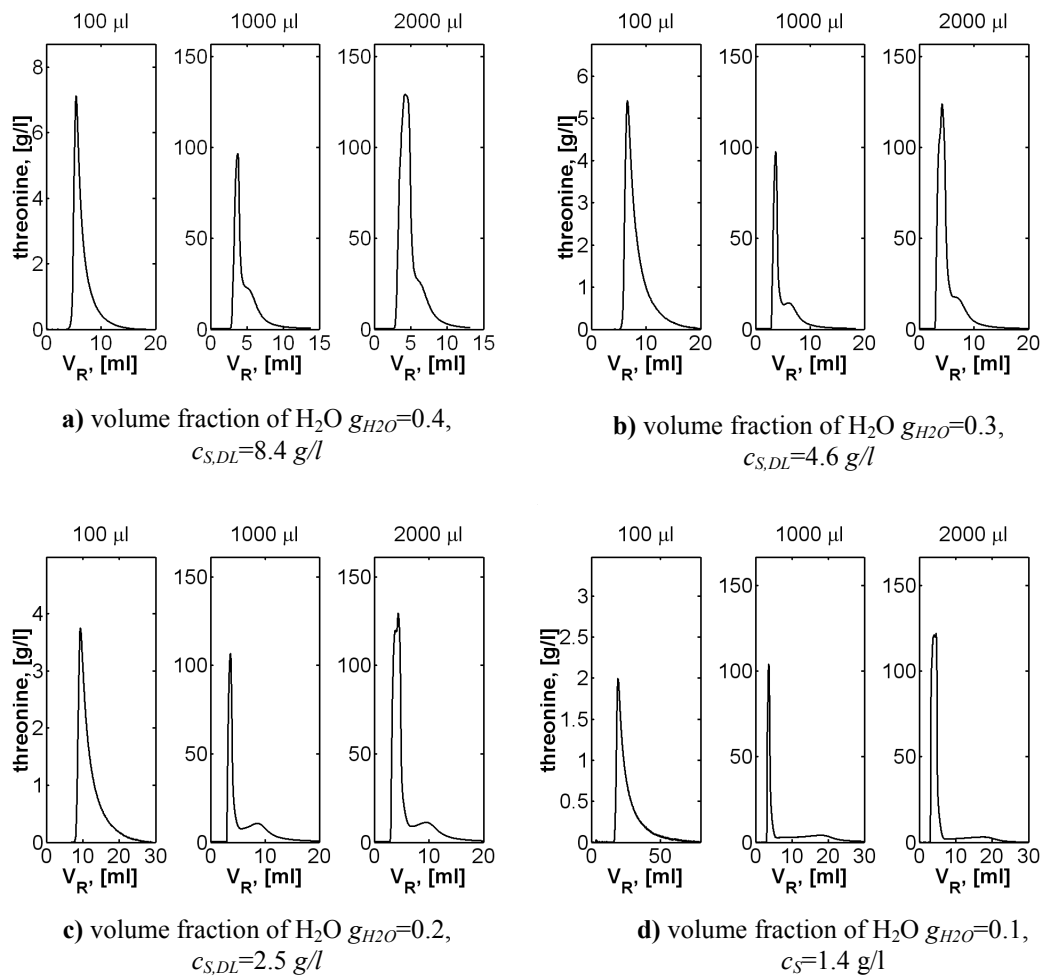 100 μl 1000 μl 2000 μl
threonine, [g/l]
8
6
4
2
0
0 10 20
V_R, [ml]
150
100
50
0
0 5 10 15
V_R, [ml]
150
100
50
0
0 5 10 15
V_R, [ml]
a) volume fraction of H₂O g_H2O=0.4,
c_S,DL=8.4 g/l
100 μl 1000 μl 2000 μl
threonine, [g/l]
6
5
4
3
2
1
0
0 10 20
V_R, [ml]
150
100
50
0
0 10 20
V_R, [ml]
150
100
50
0
0 10 20
V_R, [ml]
b) volume fraction of H₂O g_H2O=0.3,
c_S,DL=4.6 g/l
100 μl 1000 μl 2000 μl
threonine, [g/l]
4
3
2
1
0
0 10 20 30
V_R, [ml]
150
100
50
0
0 10 20
V_R, [ml]
150
100
50
0
0 10 20
V_R, [ml]
c) volume fraction of H₂O g_H2O=0.2,
c_S,DL=2.5 g/l
100 μl 1000 μl 2000 μl
threonine, [g/l]
3
2.5
2
1.5
1
0.5
0
0 50
V_R, [ml]
150
100
50
0
0 10 20 30
V_R, [ml]
150
100
50
0
0 10 20 30
V_R, [ml]
d) volume fraction of H₂O g_H2O=0.1,
c_S=1.4 g/l